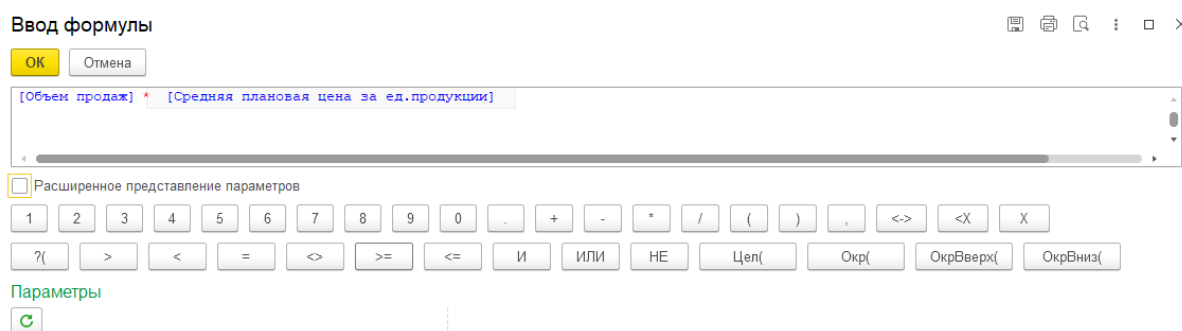 Ввод формулы
ОК Отмена
[Объем продаж] * [Средняя плановая цена за ед.продукции]
Расширенное представление параметров
1 2 3 4 5 6 7 8 9 0 . + - * / ( ) , <-> <X X
?( > < = <> >= <= И ИЛИ НЕ Цел( Окр( ОкрВверх( ОкрВниз(
Параметры